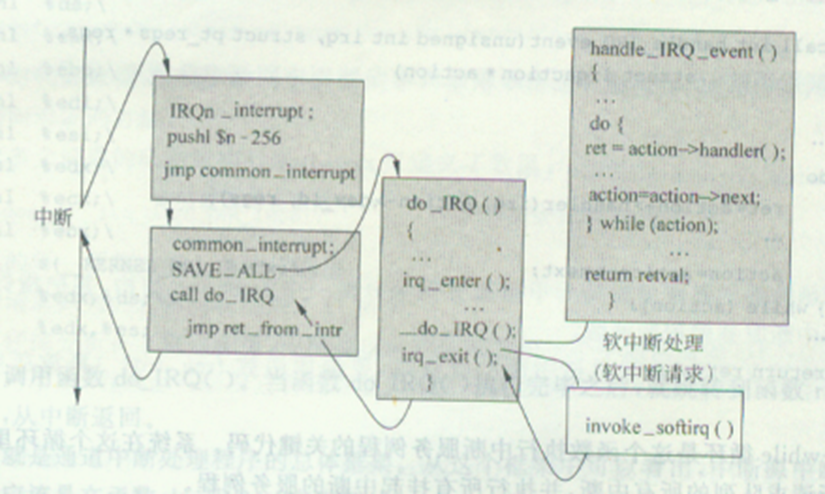 中断
IRQn_interrupt;
pushl $n-256
jmp common_interrupt
common_interrupt;
SAVE_ALL
call do_IRQ
jmp ret_from_intr
do_IRQ()
{
...
irq_enter();
...
__do_IRQ();
irq_exit();
}
handle_IRQ_event()
{
...
do {
ret = action->handler();
...
action=action->next;
} while (action);
...
return retval;
}
软中断处理
(软中断请求)
invoke_softirq()